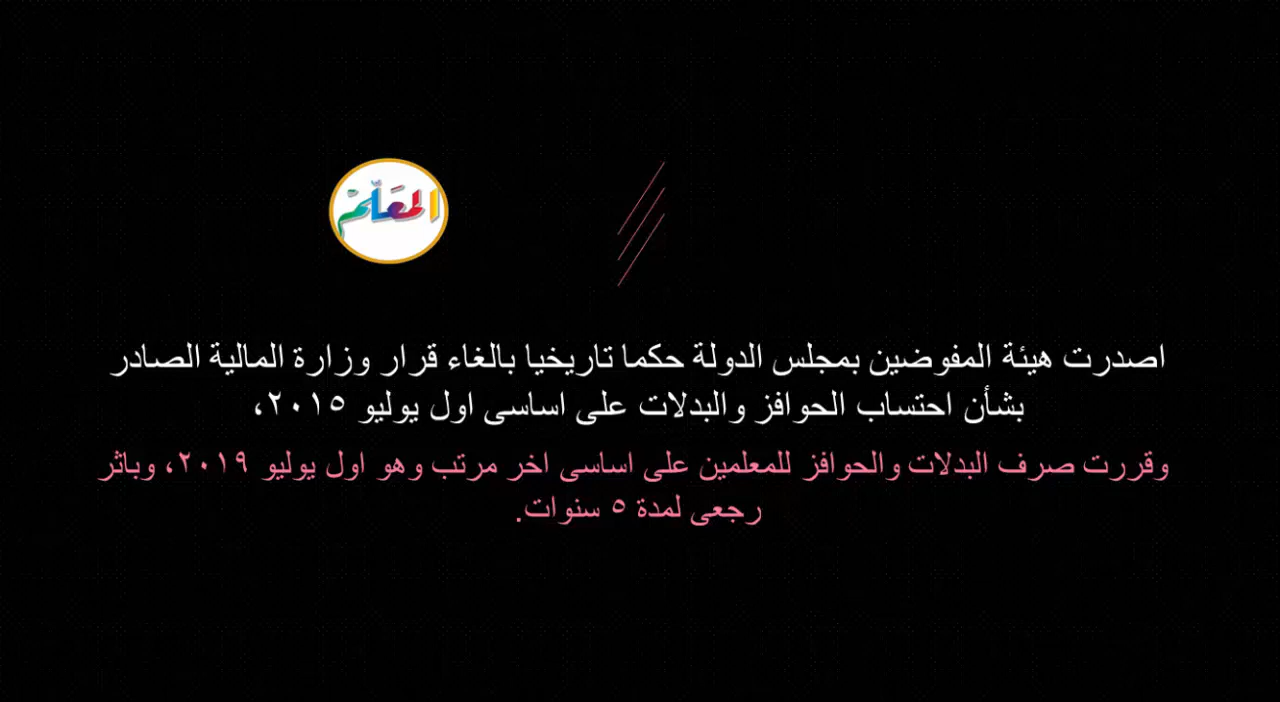 المعلم
اصدرت هيئة المفوضين بمجلس الدولة حكما تاريخيا بالغاء قرار وزارة المالية الصادر
بشأن احتساب الحوافز والبدلات على اساسى اول يوليو ٢٠١٥،
وقررت صرف البدلات والحوافز للمعلمين على اساسى اخر مرتب وهو اول يوليو ٢٠١٩، وباثر
رجعى لمدة ٥ سنوات.